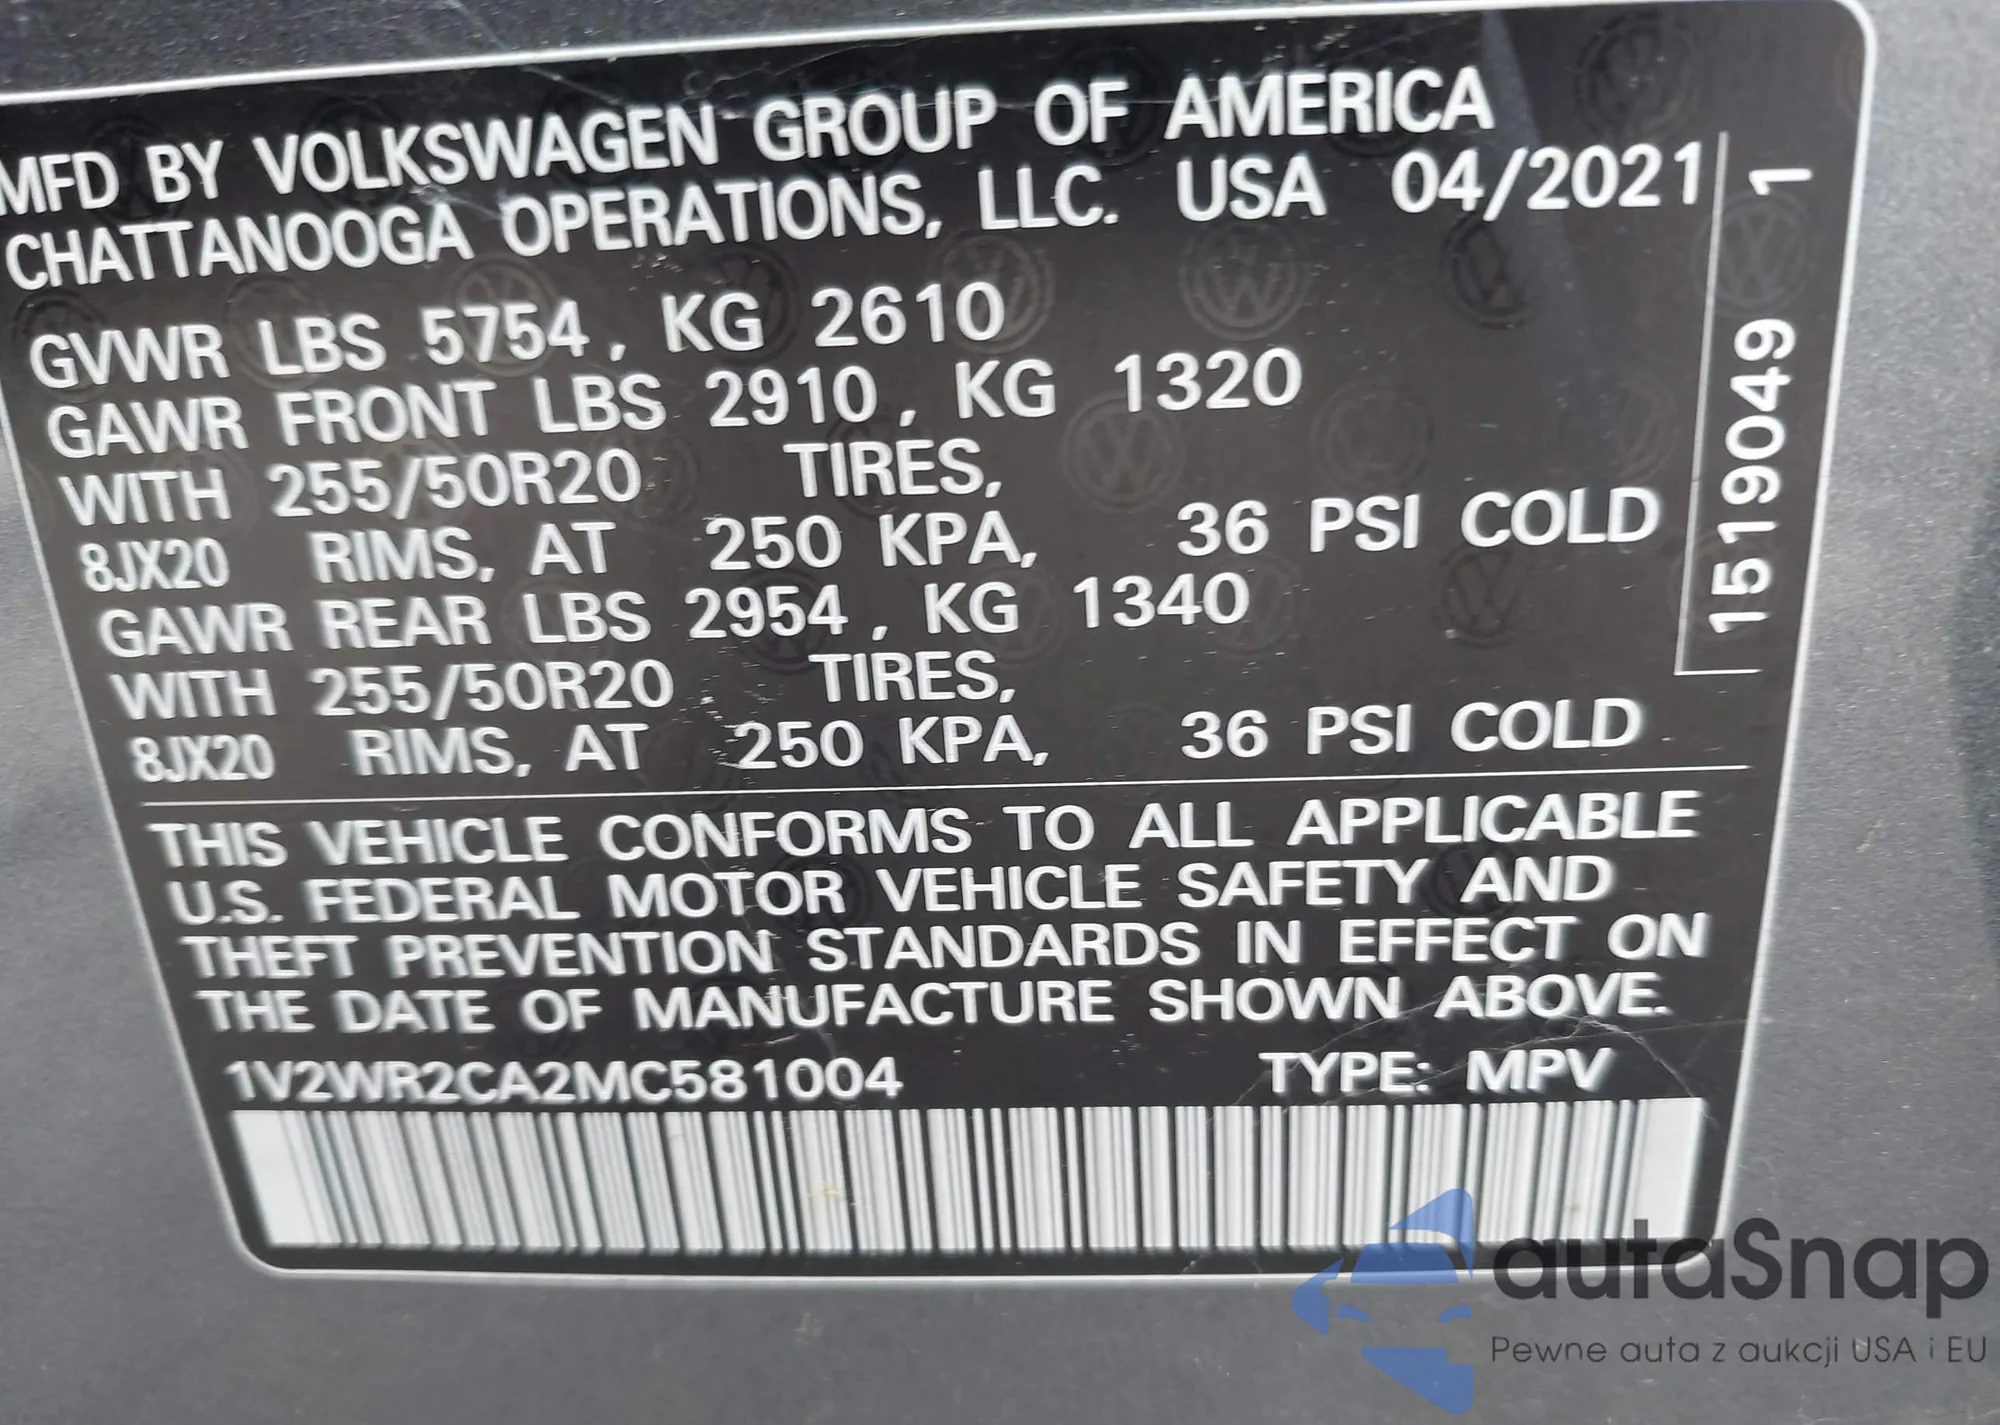 MFD BY VOLKSWAGEN GROUP OF AMERICA
CHATTANOOGA OPERATIONS, LLC. USA 04/2021
GVWR LBS 5754, KG 2610
GAWR FRONT LBS 2910, KG 1320
WITH 255/50R20 TIRES,
8JX20 RIMS, AT 250 KPA, 36 PSI COLD
GAWR REAR LBS 2954, KG 1340
WITH 255/50R20 TIRES,
8JX20 RIMS, AT 250 KPA, 36 PSI COLD
1519049 1
THIS VEHICLE CONFORMS TO ALL APPLICABLE
U.S. FEDERAL MOTOR VEHICLE SAFETY AND
THEFT PREVENTION STANDARDS IN EFFECT ON
THE DATE OF MANUFACTURE SHOWN ABOVE.
1V2WR2CA2MC581004 TYPE: MPV
autaSnap
Pewne auta z aukcji USA i EU